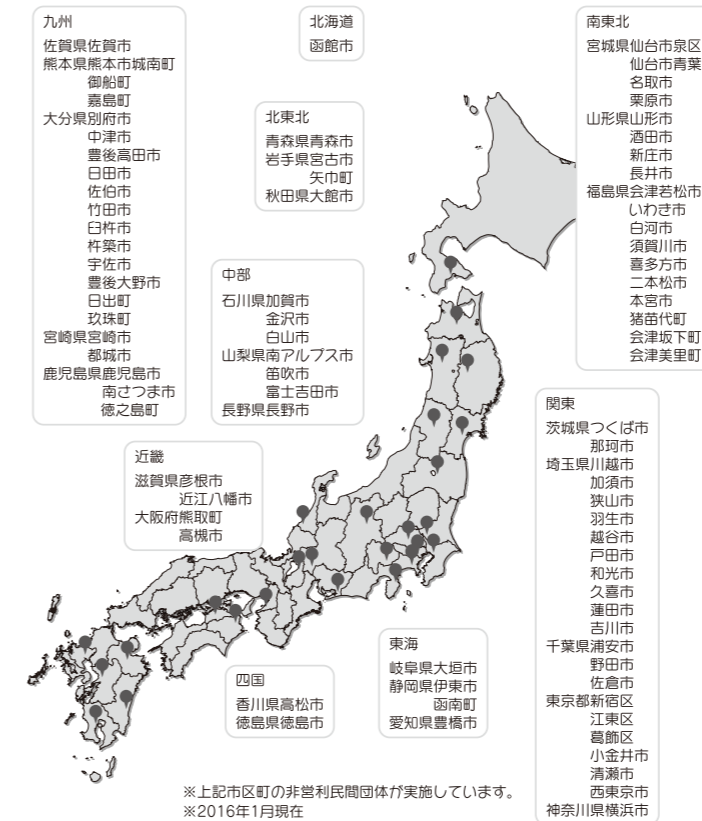 九州
佐賀県佐賀市
熊本県熊本市城南町
御船町
嘉島町
大分県別府市
中津市
豊後高田市
日田市
佐伯市
竹田市
臼杵市
杵築市
宇佐市
豊後大野市
日出町
玖珠町
宮崎県宮崎市
都城市
鹿児島県鹿児島市
南さつま市
徳之島町
北海道
函館市
北東北
青森県青森市
岩手県宮古市
矢巾町
秋田県大館市
南東北
宮城県仙台市泉区
仙台市青葉
名取市
栗原市
山形県山形市
酒田市
新庄市
長井市
福島県会津若松市
いわき市
白河市
須賀川市
喜多方市
二本松市
本宮市
猪苗代町
会津坂下町
会津美里町
中部
石川県加賀市
金沢市
白山市
山梨県南アルプス市
笛吹市
富士吉田市
長野県長野市
近畿
滋賀県彦根市
近江八幡市
大阪府熊取町
高槻市
関東
茨城県つくば市
那珂市
埼玉県川越市
加須市
狭山市
羽生市
越谷市
戸田市
和光市
久喜市
蓮田市
吉川市
千葉県浦安市
野田市
佐倉市
東京都新宿区
江東区
葛飾区
小金井市
清瀬市
西東京市
神奈川県横浜市
東海
岐阜県大垣市
静岡県伊東市
函南町
愛知県豊橋市
四国
香川県高松市
徳島県徳島市
※上記市区町の非営利民間団体が実施しています。
※2016年1月現在